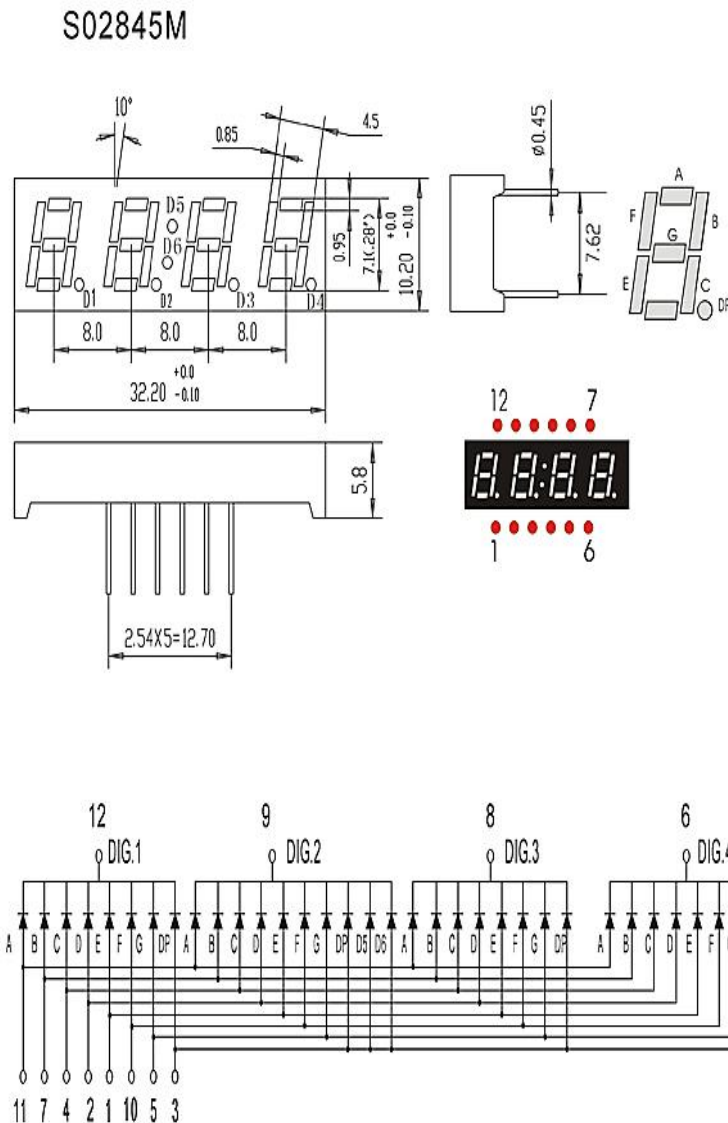 S02845M
10°
0.85
4.5
Ø0.45
D5
D6
D1
D2
D3
D4
0.95
7.1(.28")
+0.0
10.20 -0.10
7.62
A
F
B
G
E
C
DP
8.0
8.0
8.0
+0.0
32.20 -0.10
12
7
1
6
5.8
2.54X5=12.70
12
9
8
6
DIG.1
DIG.2
DIG.3
DIG.4
A B C D E F G DP A B C D E F G DP D5 D6 A B C D E F G DP A B C D E F
11 7 4 2 1 10 5 3